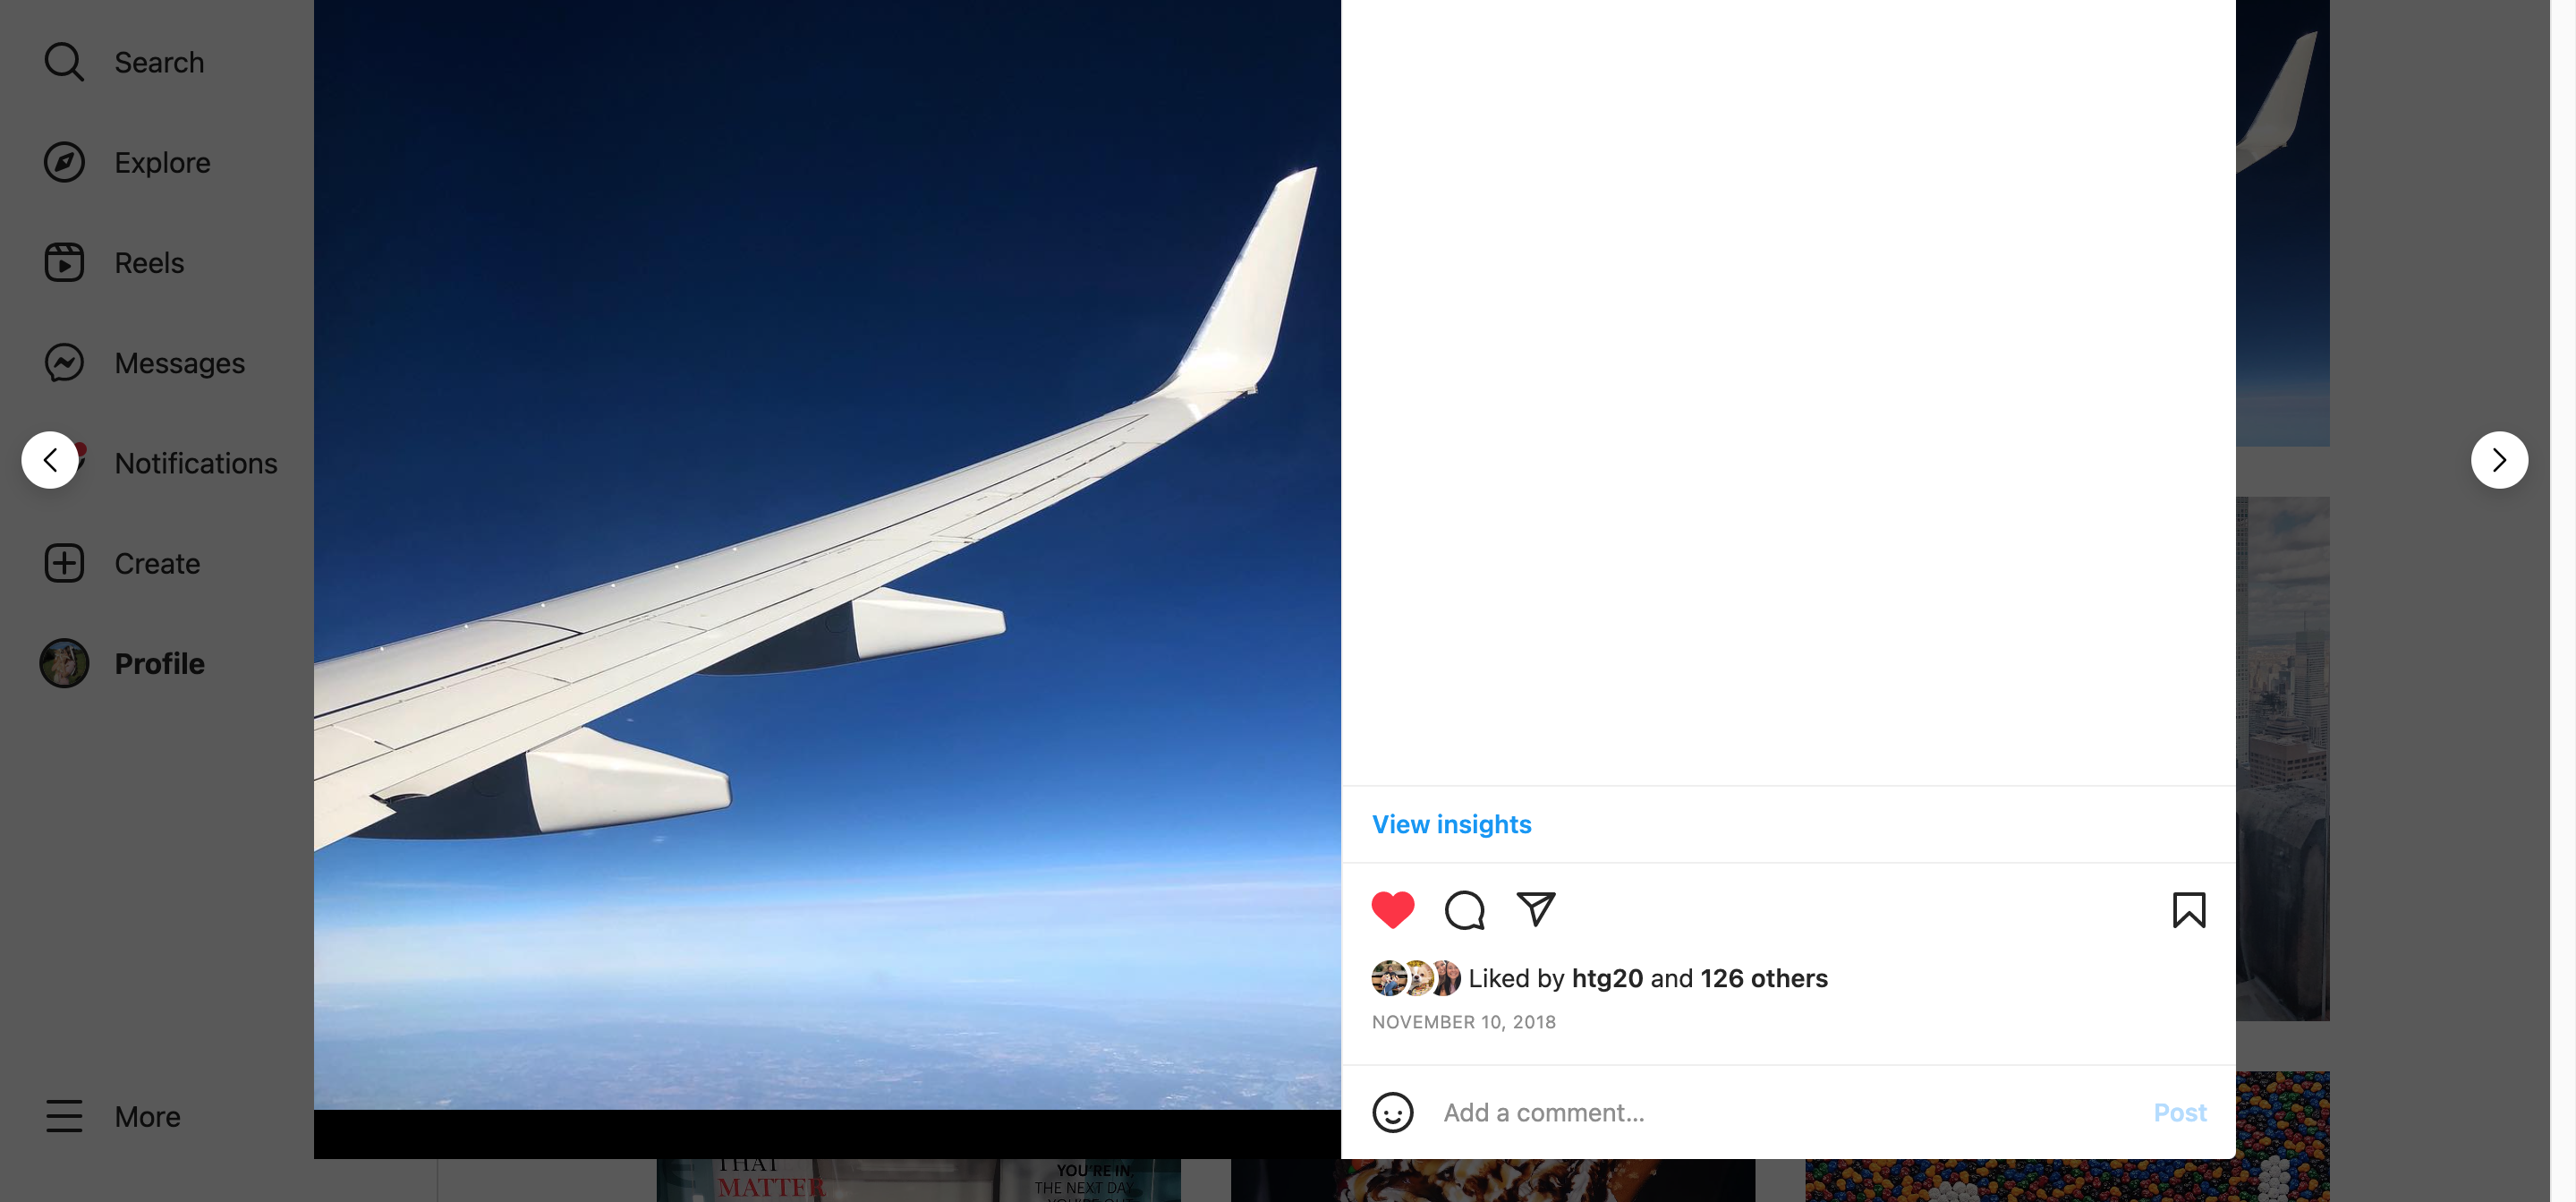 Search
Explore
Reels
Messages
Notifications
Create
Profile
More
View insights
Liked by htg20 and 126 others
NOVEMBER 10, 2018
Add a comment...
Post
THAT
MATTER
YOU'RE IN,
THE NEXT DAY